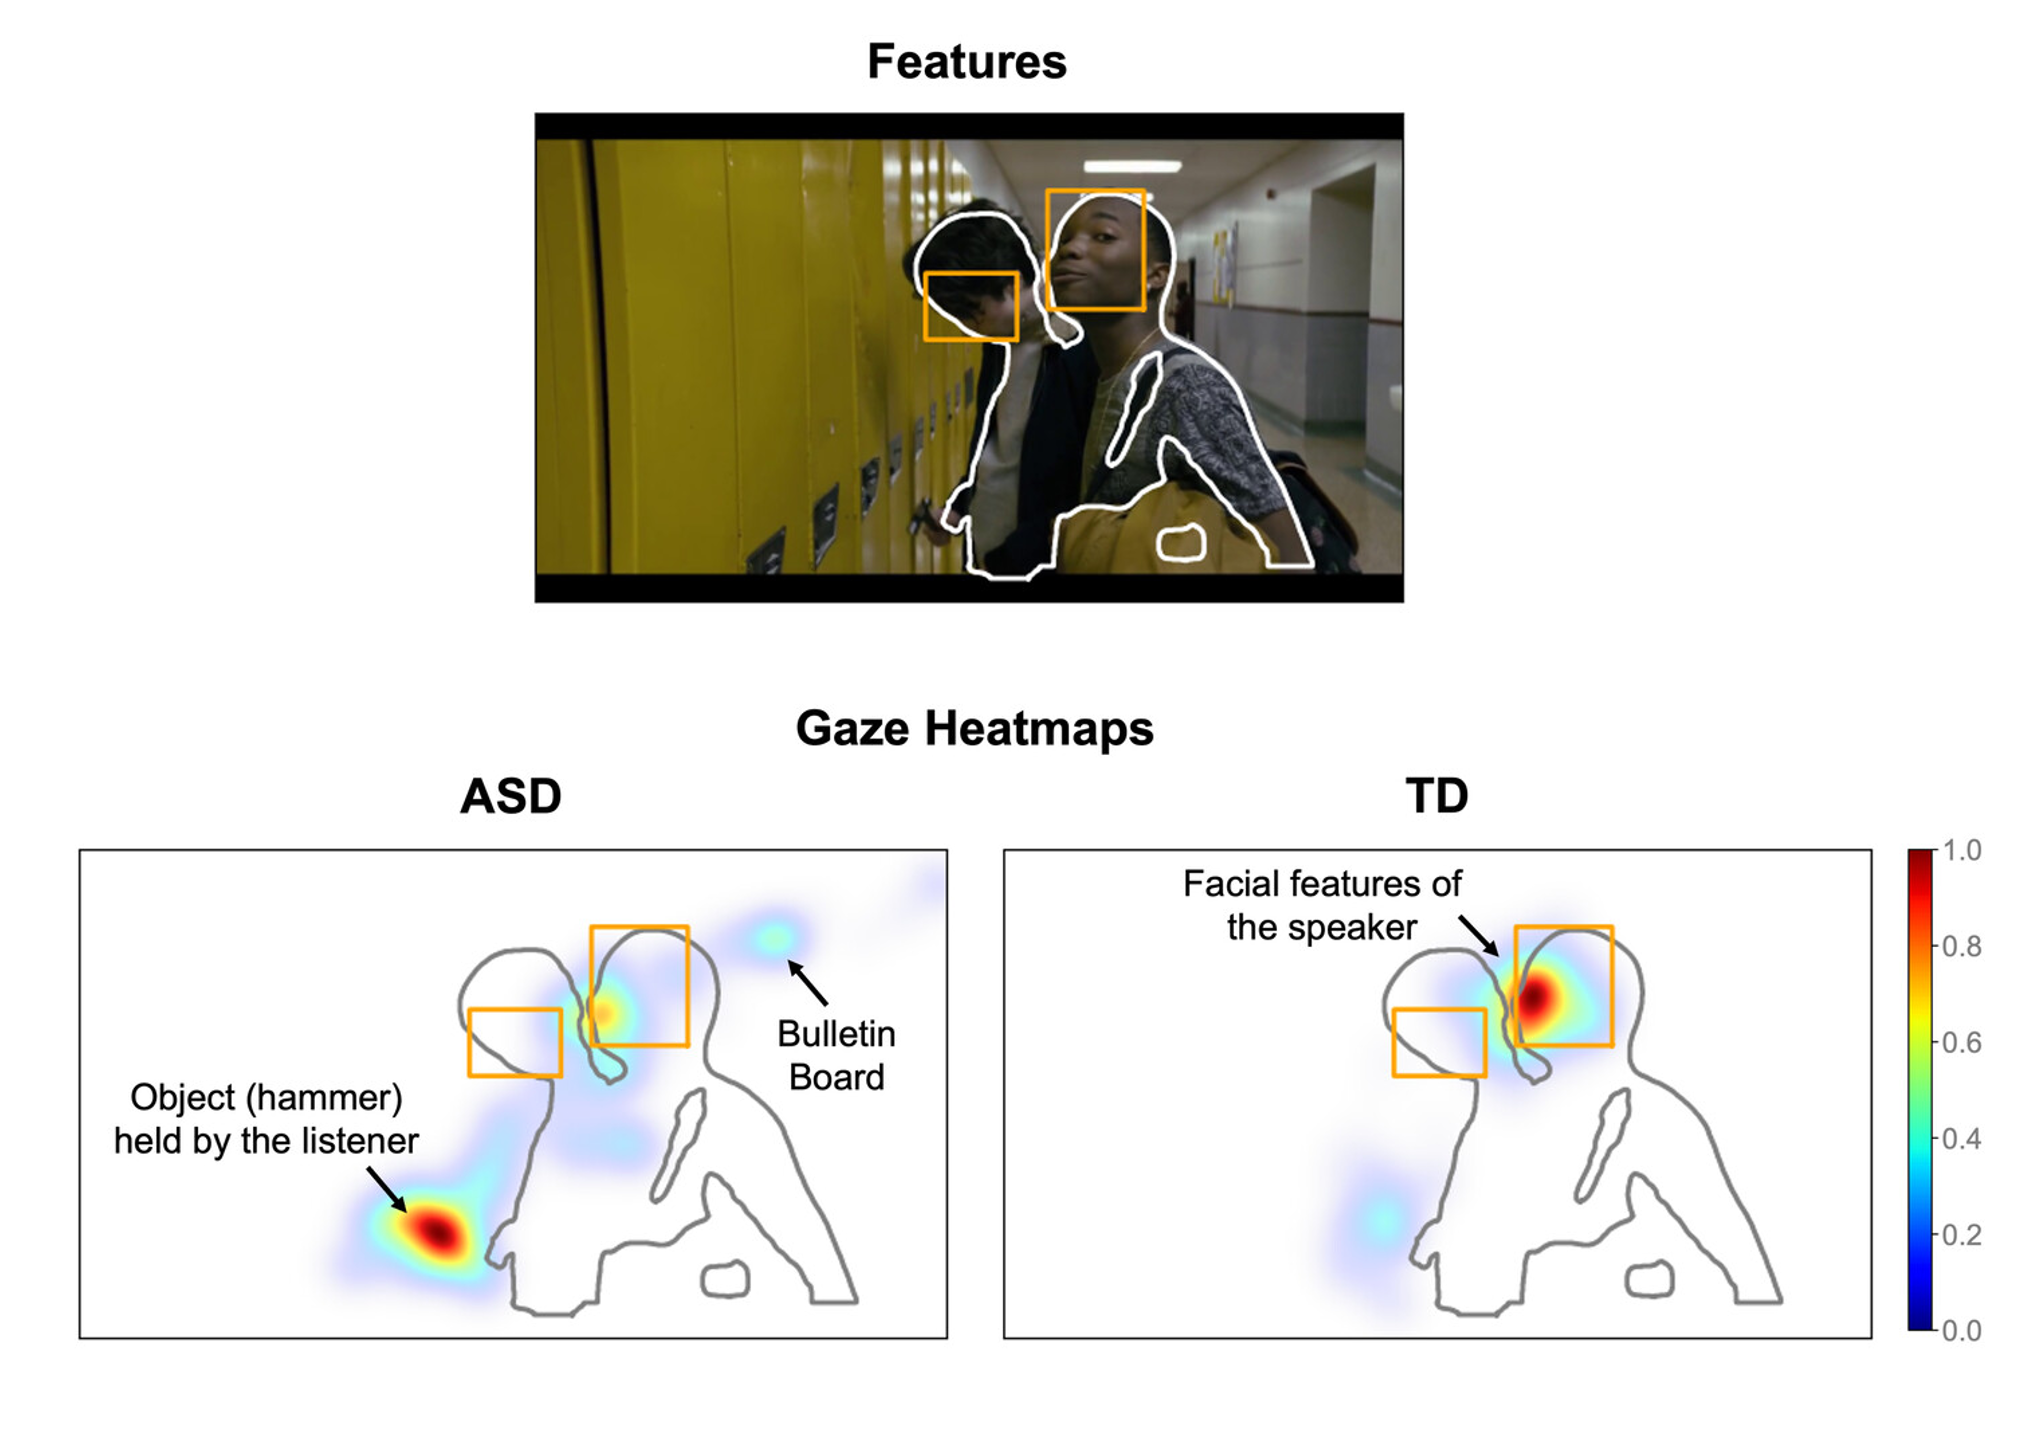 Features
Gaze Heatmaps
ASD
TD
Facial features of
the speaker
Bulletin
Board
Object (hammer)
held by the listener
1.0
0.8
0.6
0.4
0.2
0.0